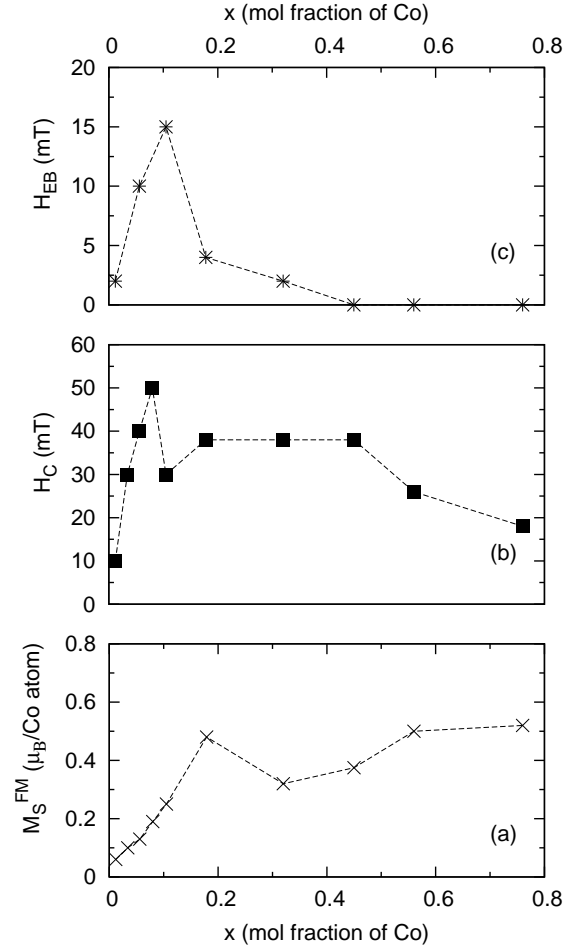 x (mol fraction of Co)
0 0.2 0.4 0.6 0.8
20
15
10
5
0
H_EB (mT)
(c)
60
50
40
30
20
10
0
H_C (mT)
(b)
0.8
0.6
0.4
0.2
0
M_S^FM (μ_B/Co atom)
(a)
0 0.2 0.4 0.6 0.8
x (mol fraction of Co)